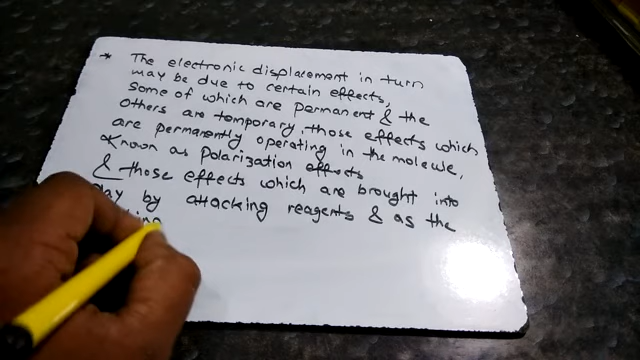 * The electronic displacement in turn
may be due to certain effects,
some of which are permanent & the
others are temporary, those effects which
are permanently operating in the molecule,
known as Polarization effects
& those effects which are brought into
by attacking reagents & as the